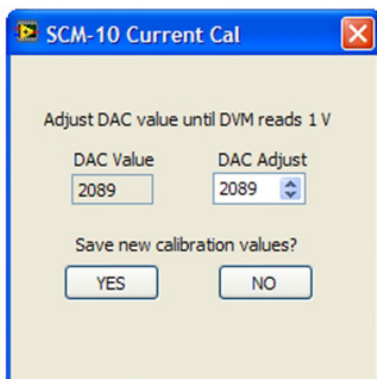 SCM-10 Current Cal
Adjust DAC value until DVM reads 1 V
DAC Value DAC Adjust
2089 2089
Save new calibration values?
YES NO